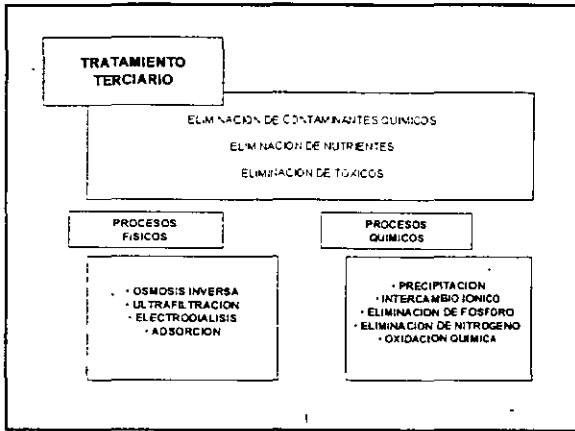 TRATAMIENTO
TERCIARIO
ELIMINACION DE CONTAMINANTES QUIMICOS
ELIMINACION DE NUTRIENTES
ELIMINACION DE TOXICOS
PROCESOS
FISICOS
PROCESOS
QUIMICOS
· OSMOSIS INVERSA
· ULTRAFILTRACION
· ELECTRODIALISIS
· ADSORCION
· PRECIPITACION
· INTERCAMBIO IONICO
· ELIMINACION DE FOSFORO
· ELIMINACION DE NITROGENO
· OXIDACION QUIMICA